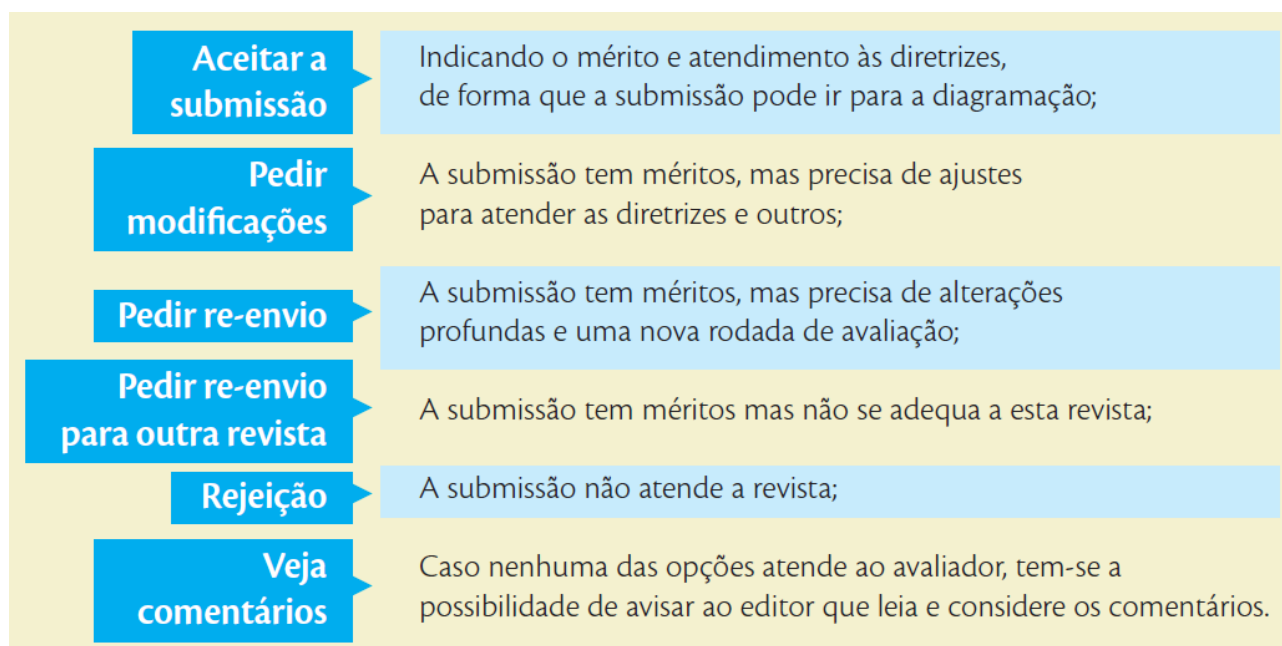 Aceitar a
submissão
Indicando o mérito e atendimento às diretrizes,
de forma que a submissão pode ir para a diagramação;
Pedir
modificações
A submissão tem méritos, mas precisa de ajustes
para atender as diretrizes e outros;
Pedir re-envio
A submissão tem méritos, mas precisa de alterações
profundas e uma nova rodada de avaliação;
Pedir re-envio
para outra revista
A submissão tem méritos mas não se adequa a esta revista;
Rejeição
A submissão não atende a revista;
Veja
comentários
Caso nenhuma das opções atende ao avaliador, tem-se a
possibilidade de avisar ao editor que leia e considere os comentários.